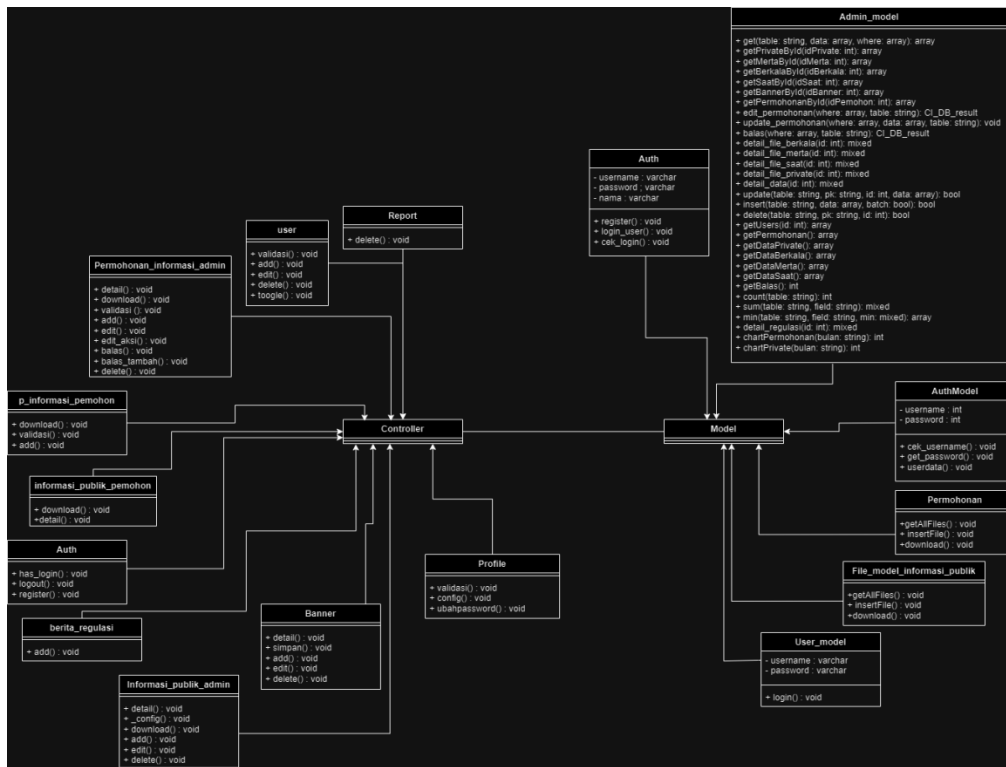 Admin_model
+ get(table: string, data: array, where: array): array
+ getPrivateById(idPrivate: int): array
+ getMertaById(idMerta: int): array
+ getBerkalaById(idBerkala: int): array
+ getSaatById(idSaat: int): array
+ getBannerById(idBanner: int): array
+ getPermohonanById(idPemohon: int): array
+ edit_permohonan(where: array, table: string): CI_DB_result
+ update_permohonan(where: array, data: array, table: string): void
+ balas(where: array, table: string): CI_DB_result
+ detail_file_berkala(id: int): mixed
+ detail_file_merta(id: int): mixed
+ detail_file_saat(id: int): mixed
+ detail_file_private(id: int): mixed
+ detail_data(id: int): mixed
+ update(table: string, pk: string, id: int, data: array): bool
+ insert(table: string, data: array, batch: bool): bool
+ delete(table: string, pk: string, id: int): bool
+ getUsers(id: int): array
+ getPermohonan(): array
+ getDataPrivate(): array
+ getDataBerkala(): array
+ getDataMerta(): array
+ getDataSaat(): array
+ getBalas(): int
+ count(table: string): int
+ sum(table: string, field: string): mixed
+ min(table: string, field: string, min: mixed): array
+ detail_regulasi(id: int): mixed
+ chartPermohonan(bulan: string): int
+ chartPrivate(bulan: string): int
Auth
- username : varchar
- password ; varchar
- nama : varchar
+ register() : void
+ login_user() : void
+ cek_login() : void
Report
+ delete() : void
user
+ validasi() : void
+ add() : void
+ edit() : void
+ delete() : void
+ toogle() : void
Permohonan_informasi_admin
+ detail() : void
+ download() : void
+ validasi () : void
+ add() : void
+ edit() : void
+ edit_aksi() : void
+ balas() : void
+ balas_tambah() : void
+ delete() : void
p_informasi_pemohon
+ download() : void
+ validasi() : void
+ add() : void
Controller
Model
AuthModel
- username : int
- password : int
+ cek_username() : void
+ get_password() : void
+ userdata() : void
informasi_publik_pemohon
+ download() : void
+detail() : void
Permohonan
+getAllFiles() : void
+ insertFile() : void
+download() : void
Auth
+ has_login() : void
+ logout() : void
+ register() : void
Profile
+ validasi() : void
+ config() : void
+ ubahpassword() : void
File_model_informasi_publik
+getAllFiles() : void
+ insertFile() : void
+download() : void
berita_regulasi
+ add() : void
Banner
+ detail() : void
+ simpan() : void
+ add() : void
+ edit() : void
+ delete() : void
User_model
- username : varchar
- password : varchar
+ login() : void
Informasi_publik_admin
+ detail() : void
+ _config() : void
+ download() : void
+ add() : void
+ edit() : void
+ delete() : void